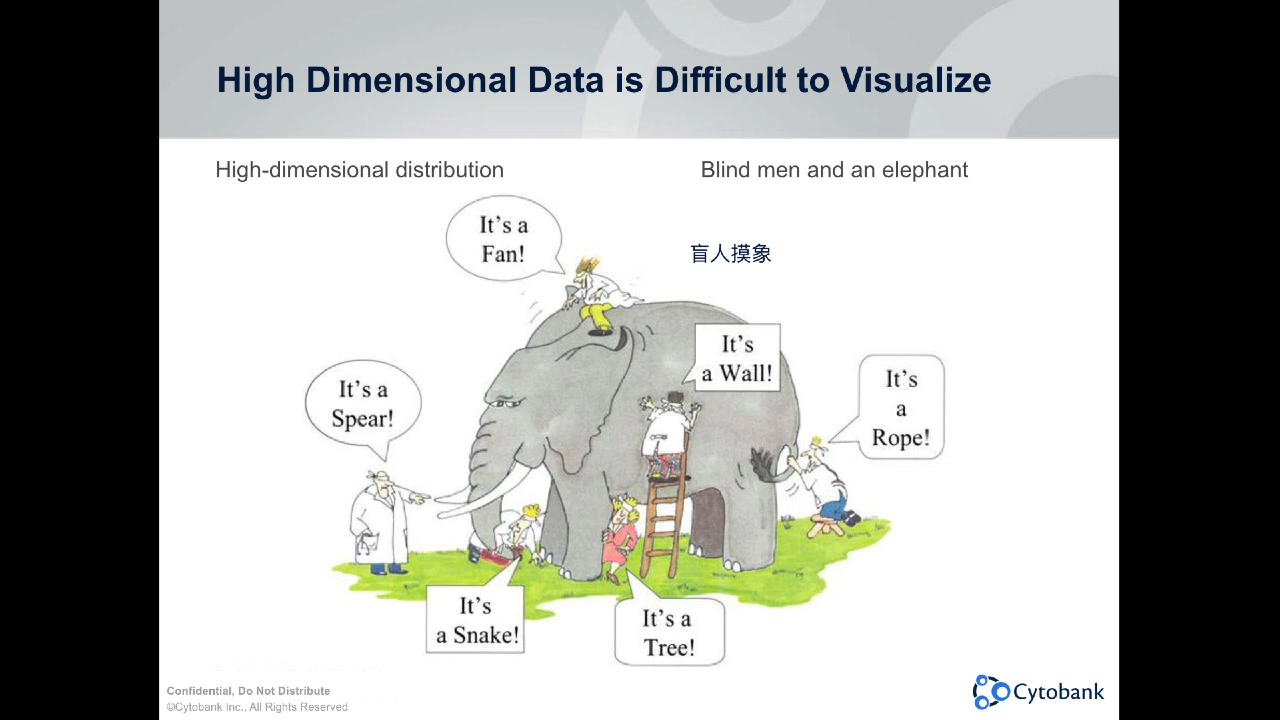 High Dimensional Data is Difficult to Visualize
High-dimensional distribution
Blind men and an elephant
It's a
Fan!
盲人摸象
It's
a Wall!
It's a
Spear!
It's
a
Rope!
It's
a Snake!
It's a
Tree!
Confidential, Do Not Distribute
©Cytobank Inc., All Rights Reserved
Cytobank